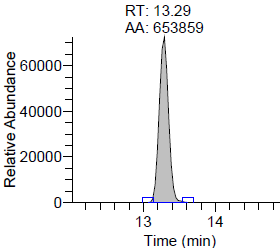 RT: 13.29
AA: 653859
Relative Abundance
60000
40000
20000
0
13 14
Time (min)